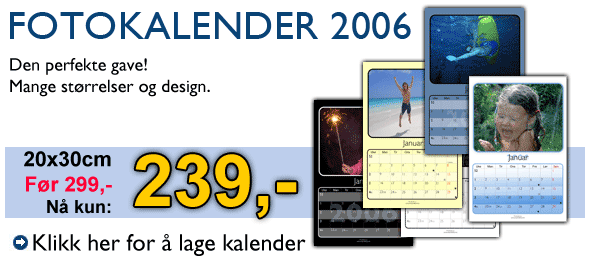 FOTOKALENDER 2006
Den perfekte gave!
Mange størrelser og design.
20x30cm
Før 299,-
Nå kun:
239,-
Klikk her for å lage kalender
Januar
Januar
2006